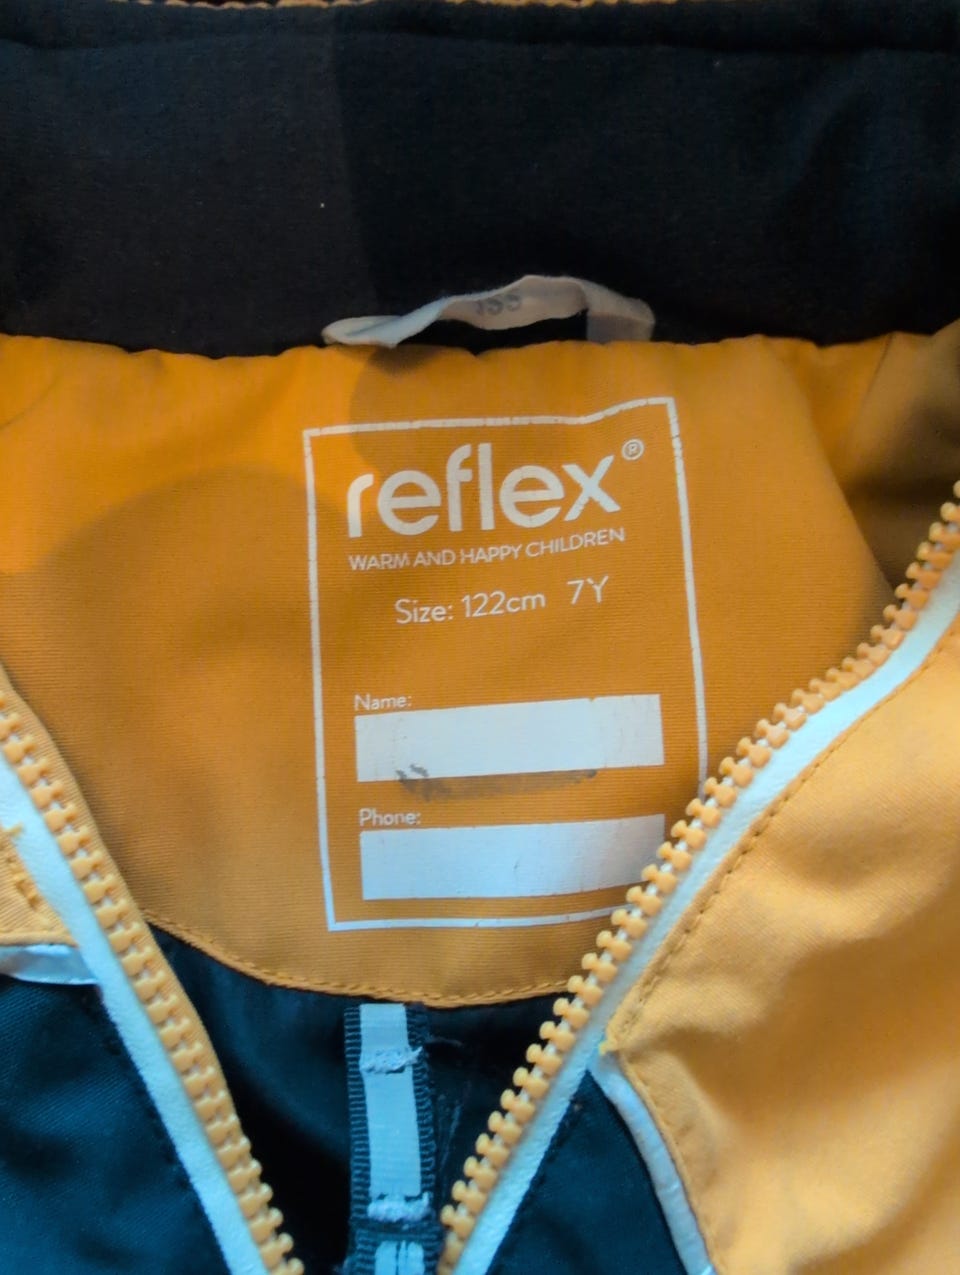 reflex®
WARM AND HAPPY CHILDREN
Size: 122cm 7Y
Name:
Phone: